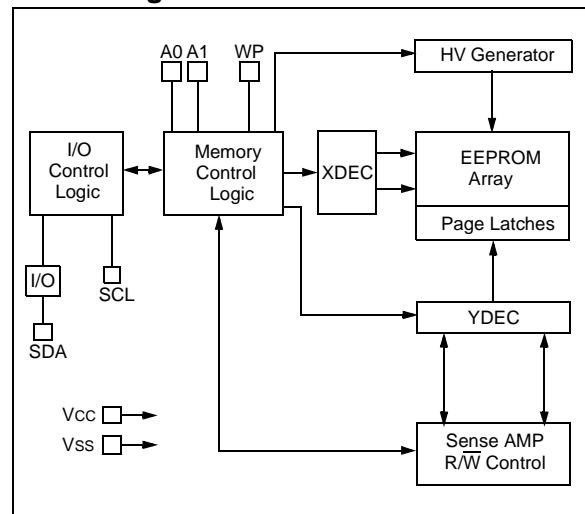 A0 A1 WP
HV Generator
I/O
Control
Logic
Memory
Control
Logic
XDEC
EEPROM
Array
Page Latches
I/O
SCL
SDA
YDEC
Vcc
Vss
Sense AMP
R/W̅ Control